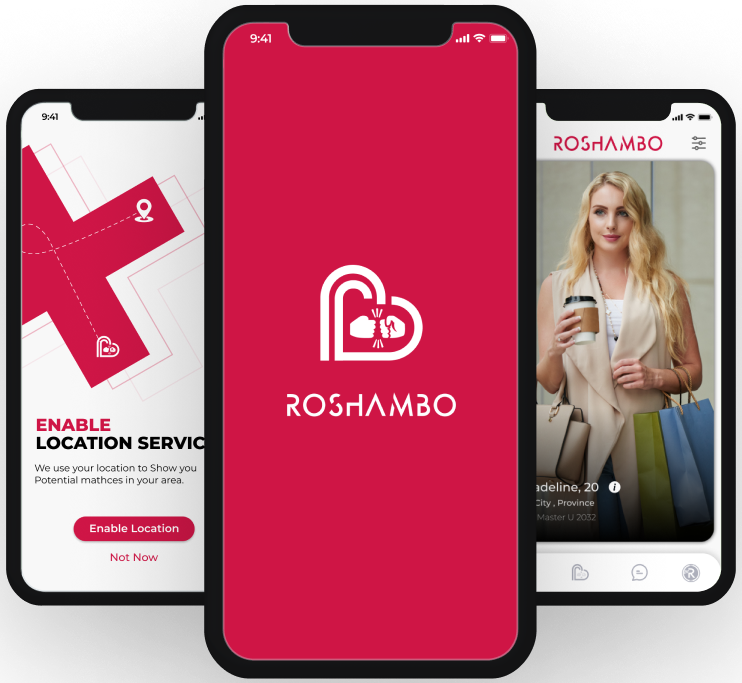 9:41
ENABLE
LOCATION SERVIC
We use your location to Show you
Potential mathces in your area.
Enable Location
Not Now
9:41
ROSHAMBO
ROSHAMBO
adeline, 20
City , Province
Master U 2032